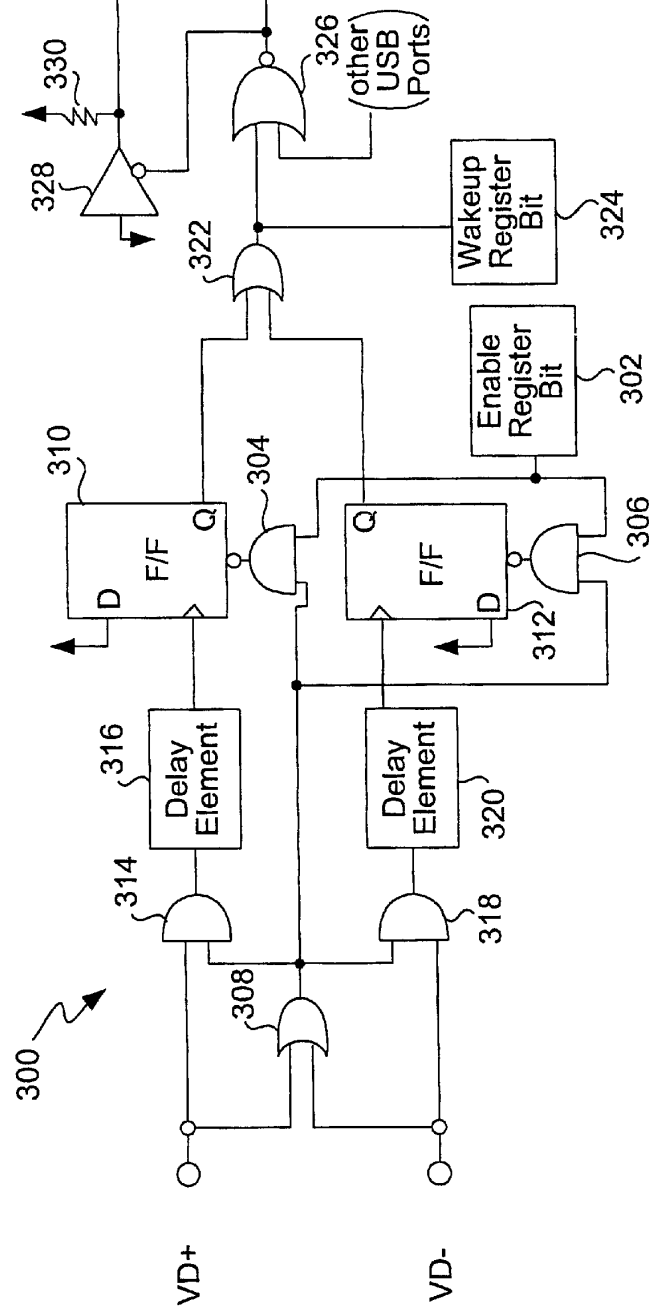 300
VD+
VD-
308
314
318
316
Delay
Element
Delay
Element
320
310
D
F/F
Q
304
Q
F/F
D
312
306
Enable
Register
Bit
302
322
Wakeup
Register
Bit
324
328
330
326
(other
USB
Ports)